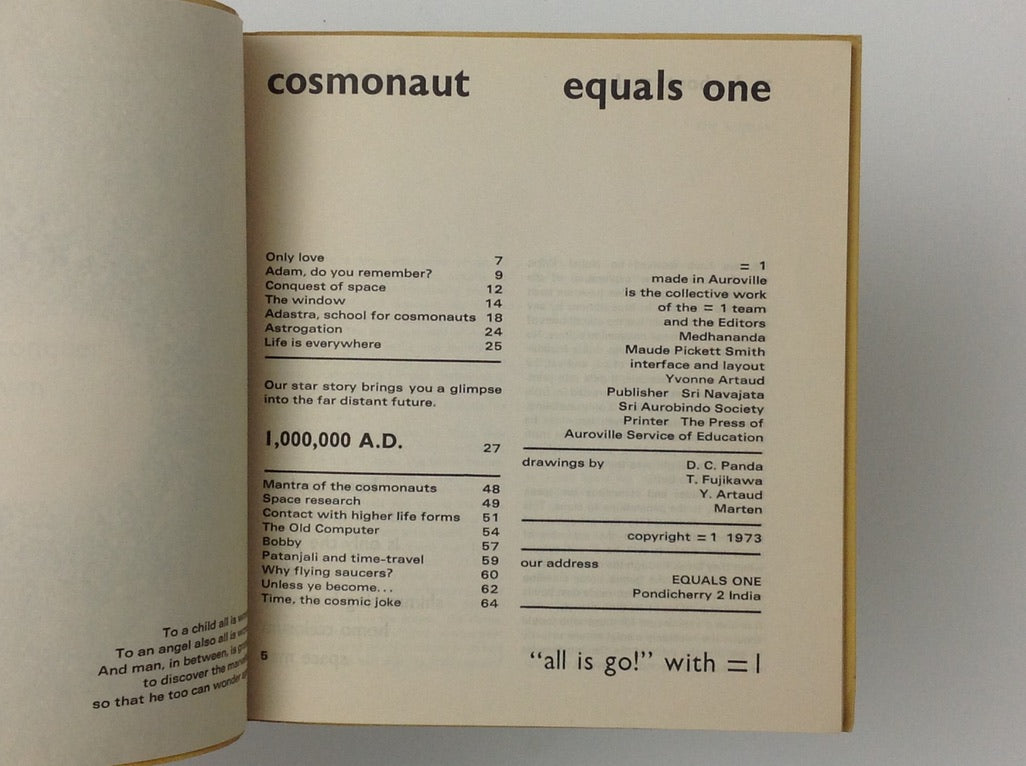 To a child all is
To an angel also all is
And man, in between, is
to discover the
so that he too can wonder
cosmonaut equals one
Only love 7
Adam, do you remember? 9
Conquest of space 12
The window 14
Adastra, school for cosmonauts 18
Astrogation 24
Life is everywhere 25
Our star story brings you a glimpse
into the far distant future.
1,000,000 A.D. 27
Mantra of the cosmonauts 48
Space research 49
Contact with higher life forms 51
The Old Computer 54
Bobby 57
Patanjali and time-travel 59
Why flying saucers? 60
Unless ye become... 62
Time, the cosmic joke 64
5
= 1
made in Auroville
is the collective work
of the = 1 team
and the Editors
Medhananda
Maude Pickett Smith
interface and layout
Yvonne Artaud
Publisher Sri Navajata
Sri Aurobindo Society
Printer The Press of
Auroville Service of Education
drawings by D. C. Panda
T. Fujikawa
Y. Artaud
Marten
copyright = 1 1973
our address
EQUALS ONE
Pondicherry 2 India
"all is go!" with = 1